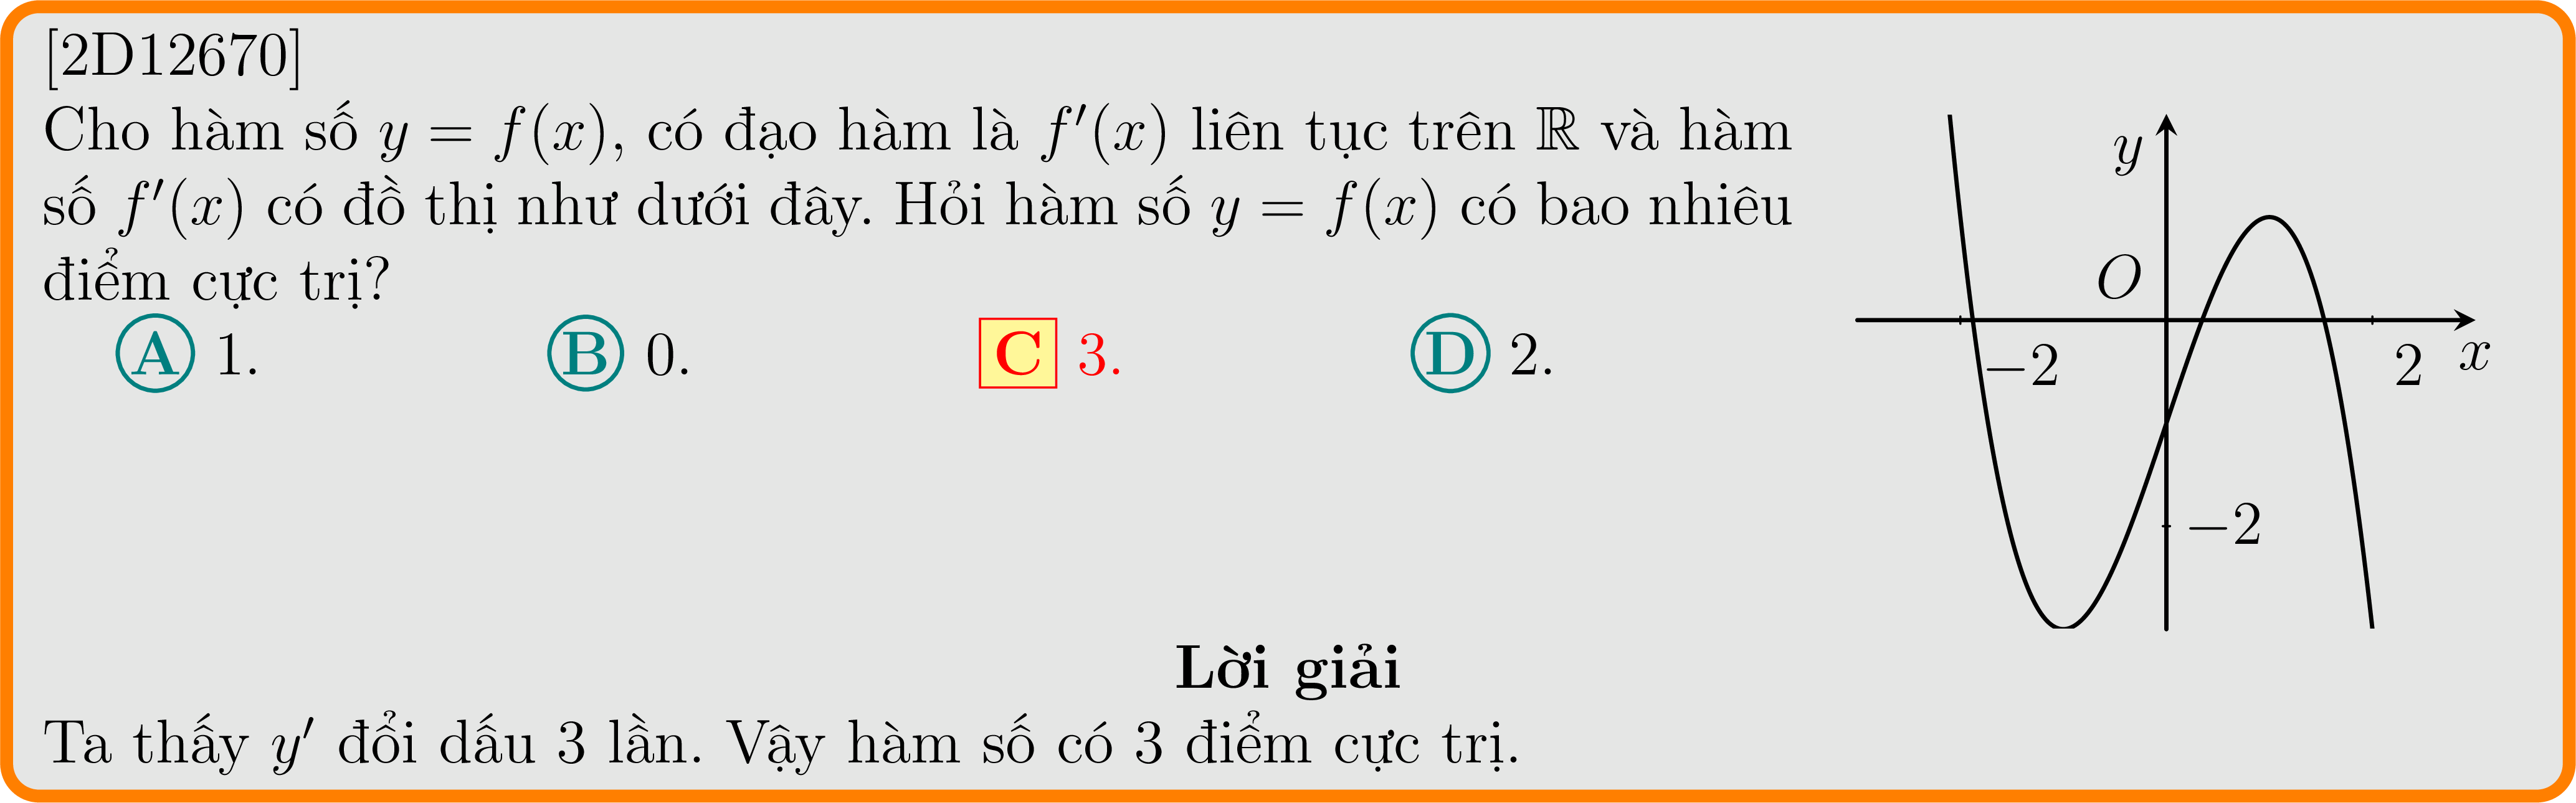 [2D12670]
Cho hàm số y = f(x), có đạo hàm là f′(x) liên tục trên ℝ và hàm
số f′(x) có đồ thị như dưới đây. Hỏi hàm số y = f(x) có bao nhiêu
điểm cực trị?
A 1. B 0. C 3. D 2.
y
O
−2 2 x
−2
Lời giải
Ta thấy y′ đổi dấu 3 lần. Vậy hàm số có 3 điểm cực trị.